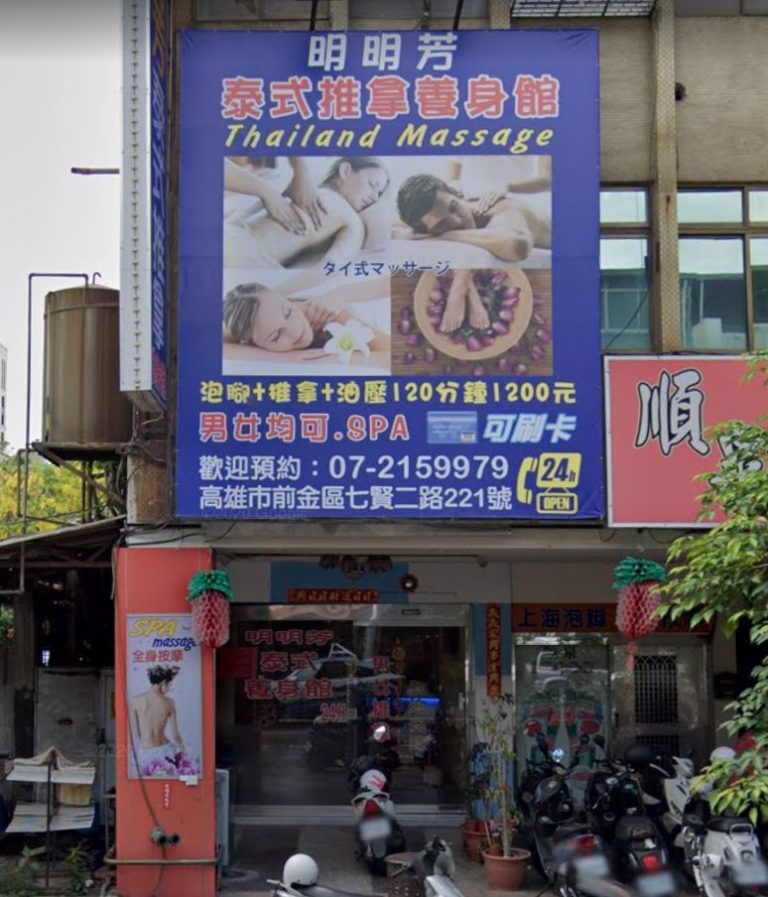 明明芳
泰式推拿養身館
Thailand Massage
タイ式マッサージ
泡腳+推拿+油壓120分鐘1200元
男女均可.SPA
可刷卡
歡迎預約：07-2159979
24h
OPEN
高雄市前金區七賢二路221號
順
SPA
massage
全身按摩
明明芳
泰式
養身館
24H
上海泡腳